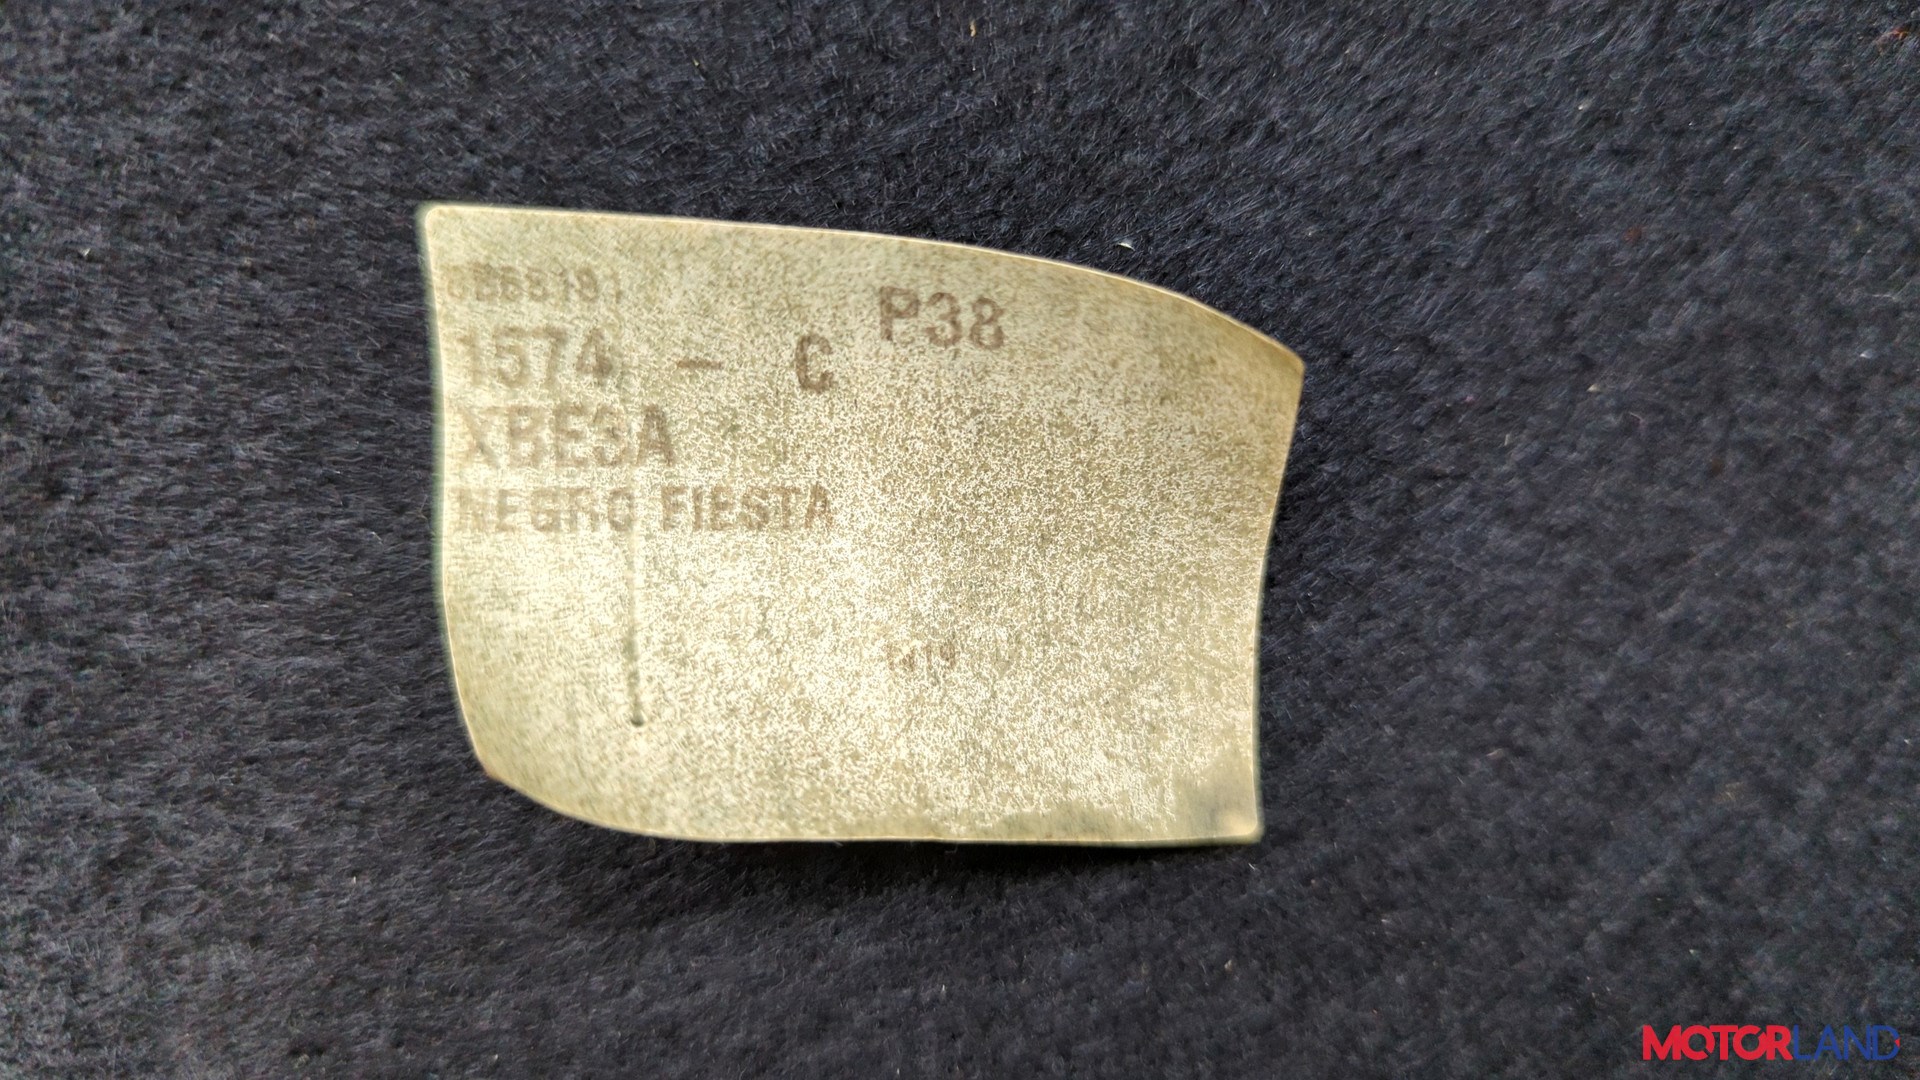 P38
1574 - C
XBE3A
NEGRO FIESTA
MOTORLAND